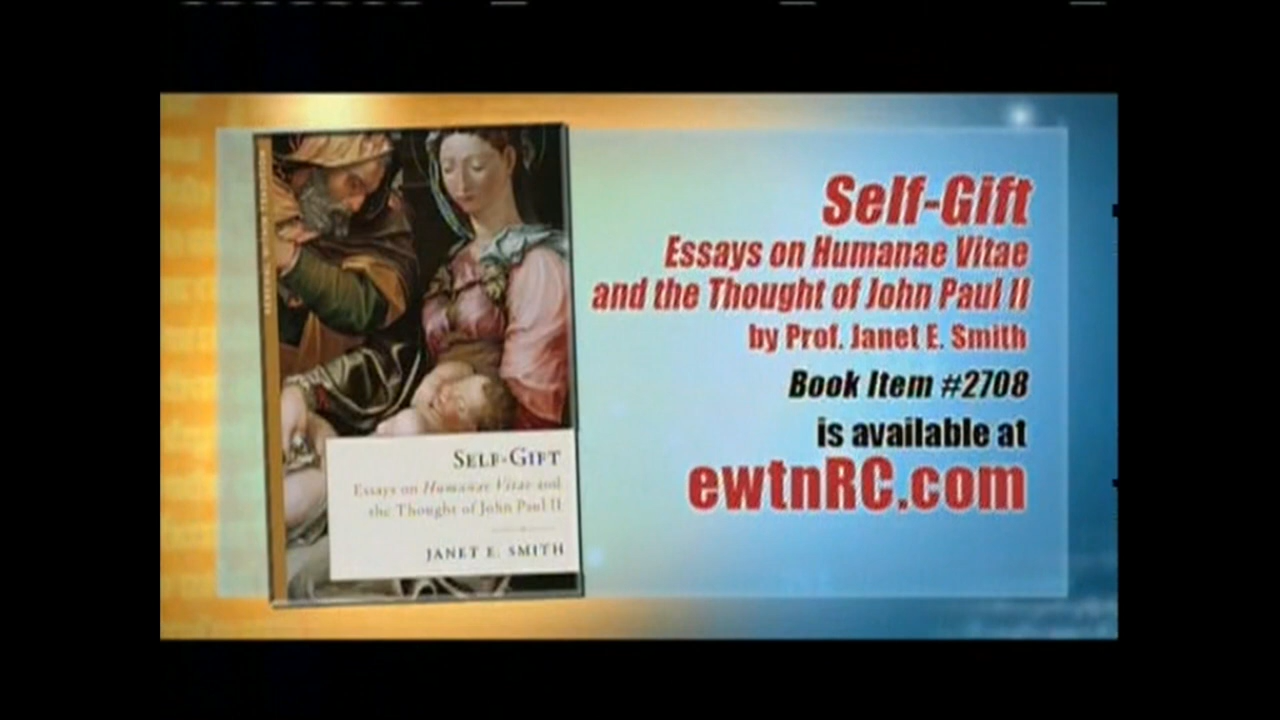 SELF-GIFT
Essays on Humanae Vitae and
the Thought of John Paul II
JANET E. SMITH
Self-Gift
Essays on Humanae Vitae
and the Thought of John Paul II
by Prof. Janet E. Smith
Book Item #2708
is available at
ewtnRC.com